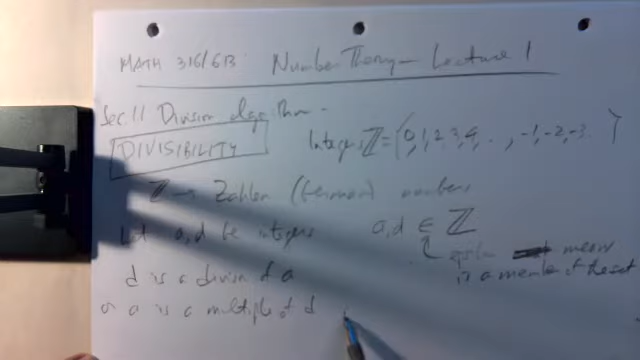 MATH 316/613 Number Theory - Lecture 1
Sec. 1.1 Division algorithm -
DIVISIBILITY Integers ℤ = {0, 1, 2, 3, 4, . . , -1, -2, -3. }
ℤ → Zahlen (German) numbers
Let a, d be integers a, d ∈ ℤ
means
is a member of the set
d is a divisor of a
or a is a multiple of d